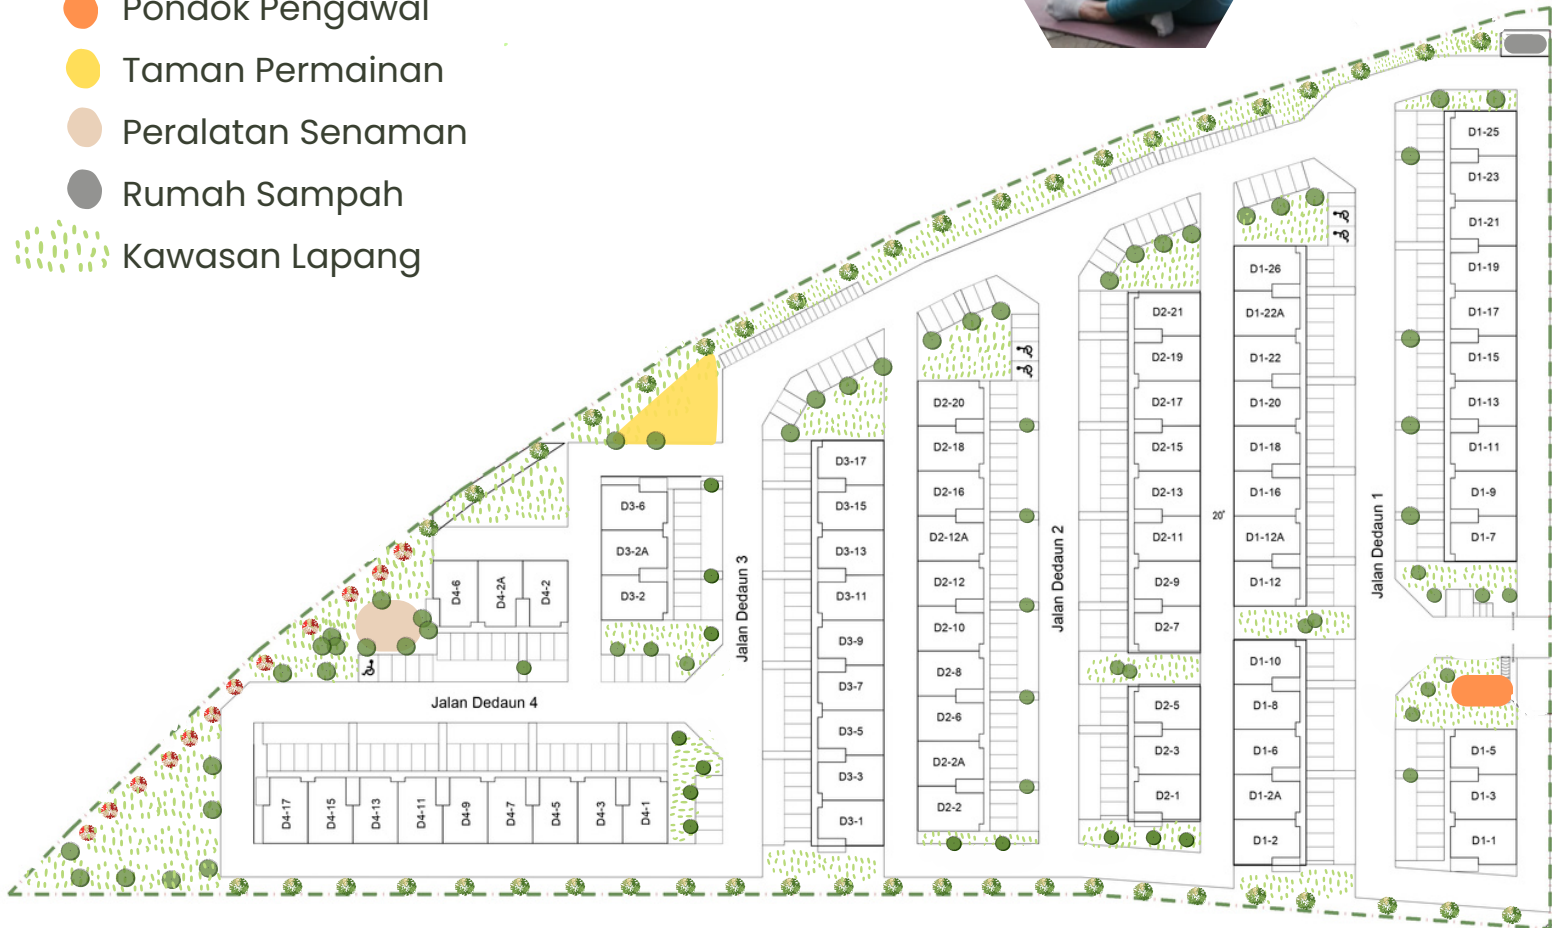 Pondok Pengawal
Taman Permainan
Peralatan Senaman
Rumah Sampah
Kawasan Lapang
D1-25
D1-23
D1-21
D1-19
D1-17
D1-15
D1-13
D1-11
D1-9
D1-7
D1-5
D1-3
D1-1
Jalan Dedaun 1
D1-26
D1-22A
D1-22
D1-20
D1-18
D1-16
D1-12A
D1-12
D1-10
D1-8
D1-6
D1-2A
D1-2
20'
D2-21
D2-19
D2-17
D2-15
D2-13
D2-11
D2-9
D2-7
D2-5
D2-3
D2-1
Jalan Dedaun 2
D2-20
D2-18
D2-16
D2-12A
D2-12
D2-10
D2-8
D2-6
D2-2A
D2-2
D3-17
D3-15
D3-13
D3-11
D3-9
D3-7
D3-5
D3-3
D3-1
Jalan Dedaun 3
D3-6
D3-2A
D3-2
D4-6
D4-2A
D4-2
Jalan Dedaun 4
D4-17
D4-15
D4-13
D4-11
D4-9
D4-7
D4-5
D4-3
D4-1